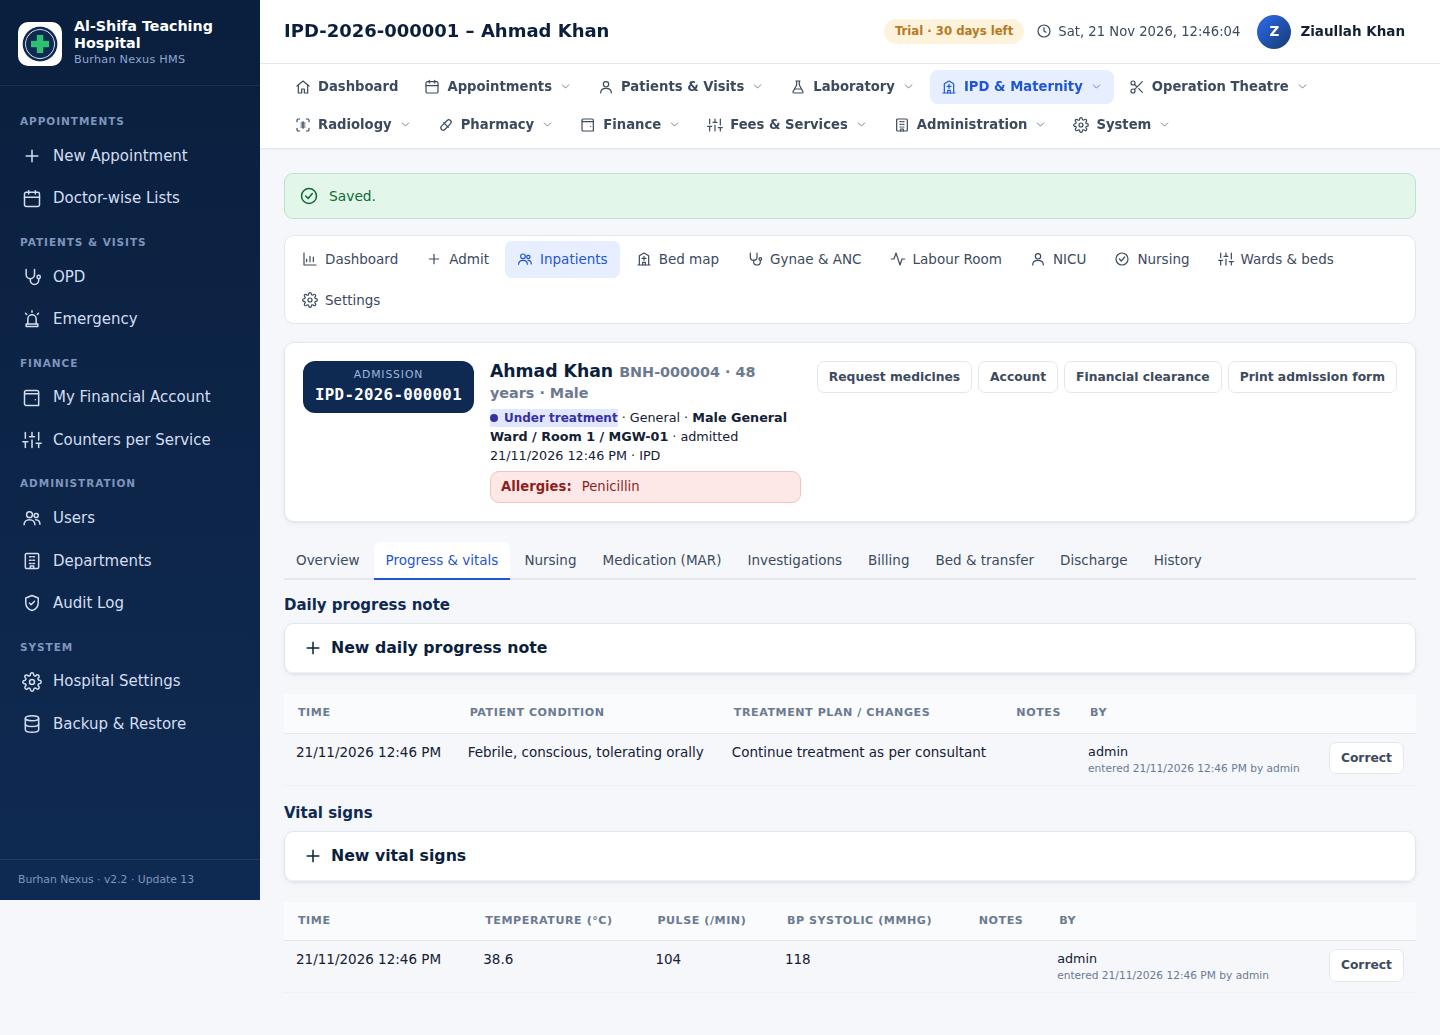 Al-Shifa Teaching Hospital
Burhan Nexus HMS
APPOINTMENTS
New Appointment
Doctor-wise Lists
PATIENTS & VISITS
OPD
Emergency
FINANCE
My Financial Account
Counters per Service
ADMINISTRATION
Users
Departments
Audit Log
SYSTEM
Hospital Settings
Backup & Restore
Burhan Nexus · v2.2 · Update 13
IPD-2026-000001 – Ahmad Khan
Trial · 30 days left
Sat, 21 Nov 2026, 12:46:04
Z
Ziaullah Khan
Dashboard Appointments Patients & Visits Laboratory IPD & Maternity Operation Theatre
Radiology Pharmacy Finance Fees & Services Administration System
Saved.
Dashboard Admit Inpatients Bed map Gynae & ANC Labour Room NICU Nursing Wards & beds
Settings
ADMISSION
IPD-2026-000001
Ahmad Khan BNH-000004 · 48
years · Male
Under treatment · General · Male General
Ward / Room 1 / MGW-01 · admitted
21/11/2026 12:46 PM · IPD
Allergies: Penicillin
Request medicines Account Financial clearance Print admission form
Overview Progress & vitals Nursing Medication (MAR) Investigations Billing Bed & transfer Discharge History
Daily progress note
New daily progress note
TIME PATIENT CONDITION TREATMENT PLAN / CHANGES NOTES BY
21/11/2026 12:46 PM Febrile, conscious, tolerating orally Continue treatment as per consultant admin Correct
entered 21/11/2026 12:46 PM by admin
Vital signs
New vital signs
TIME TEMPERATURE (°C) PULSE (/MIN) BP SYSTOLIC (MMHG) NOTES BY
21/11/2026 12:46 PM 38.6 104 118 admin Correct
entered 21/11/2026 12:46 PM by admin